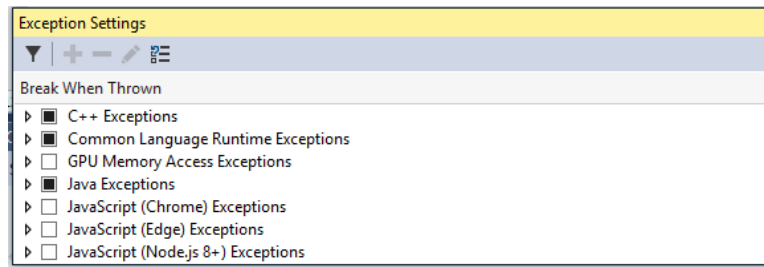 Exception Settings
Break When Thrown
C++ Exceptions
Common Language Runtime Exceptions
GPU Memory Access Exceptions
Java Exceptions
JavaScript (Chrome) Exceptions
JavaScript (Edge) Exceptions
JavaScript (Node.js 8+) Exceptions